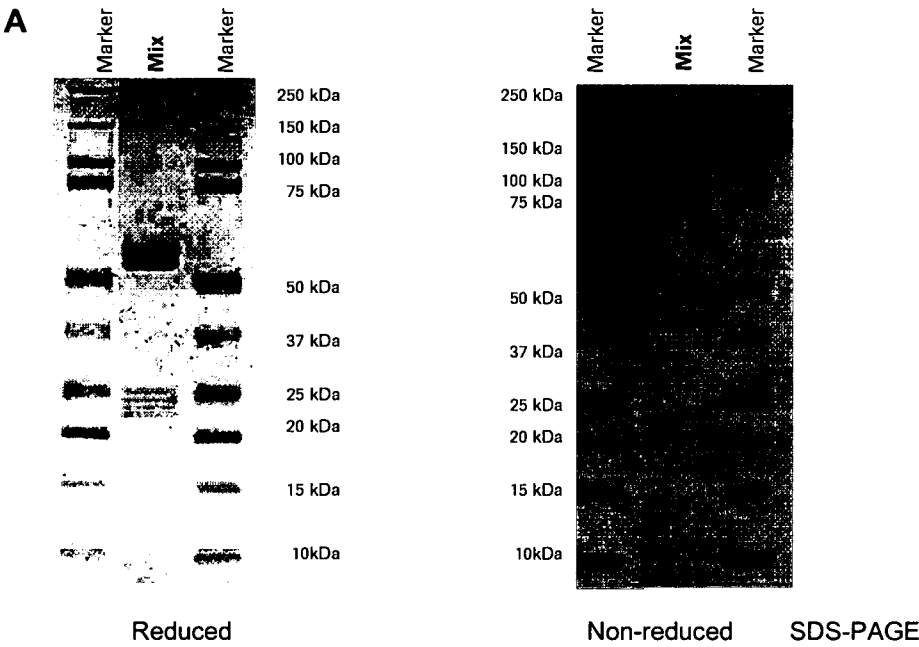 A
Marker
Mix
Marker
250 kDa
150 kDa
100 kDa
75 kDa
50 kDa
37 kDa
25 kDa
20 kDa
15 kDa
10kDa
Reduced
Marker
Mix
Marker
250 kDa
150 kDa
100 kDa
75 kDa
50 kDa
37 kDa
25 kDa
20 kDa
15 kDa
10kDa
Non-reduced
SDS-PAGE